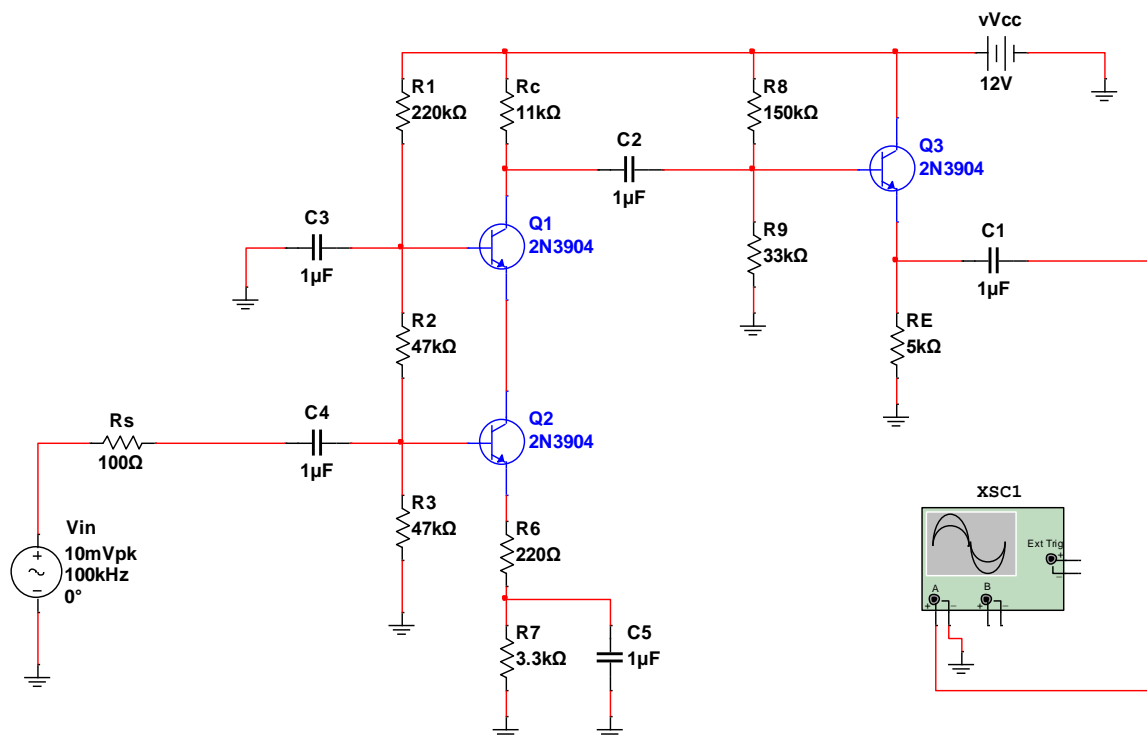 vVcc
12V
R1
220kΩ
Rc
11kΩ
R8
150kΩ
C2
1µF
Q3
2N3904
C3
1µF
Q1
2N3904
R9
33kΩ
C1
1µF
R2
47kΩ
RE
5kΩ
Rs
100Ω
C4
1µF
Q2
2N3904
R3
47kΩ
R6
220Ω
Vin
10mVpk
100kHz
0°
R7
3.3kΩ
C5
1µF
XSC1
Ext Trig
+
−
A
B
+
−
+
−
+
−